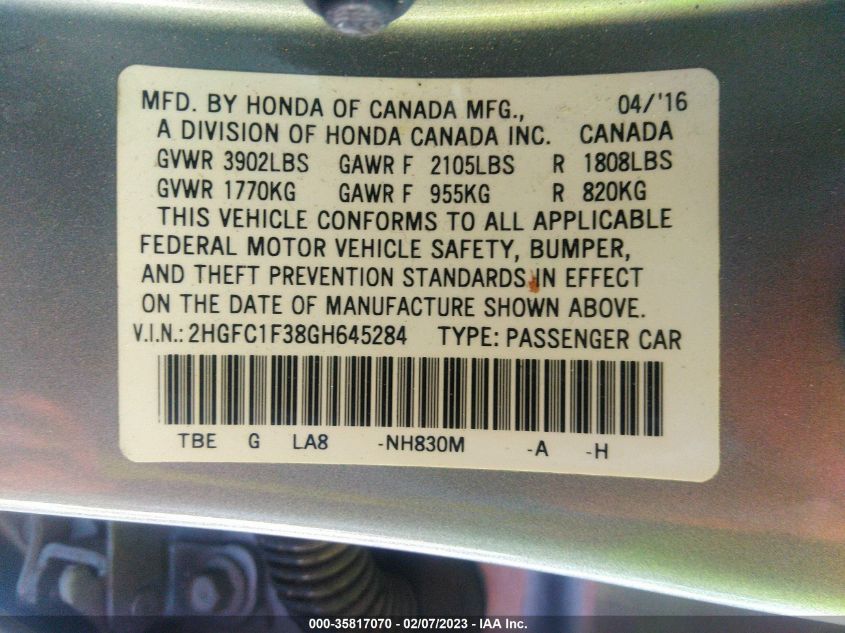 MFD. BY HONDA OF CANADA MFG., 04/'16
A DIVISION OF HONDA CANADA INC. CANADA
GVWR 3902LBS GAWR F 2105LBS R 1808LBS
GVWR 1770KG GAWR F 955KG R 820KG
THIS VEHICLE CONFORMS TO ALL APPLICABLE
FEDERAL MOTOR VEHICLE SAFETY, BUMPER,
AND THEFT PREVENTION STANDARDS IN EFFECT
ON THE DATE OF MANUFACTURE SHOWN ABOVE.
V.I.N.: 2HGFC1F38GH645284 TYPE: PASSENGER CAR
TBE G LA8 -NH830M -A -H
000-35817070 - 02/07/2023 - IAA Inc.